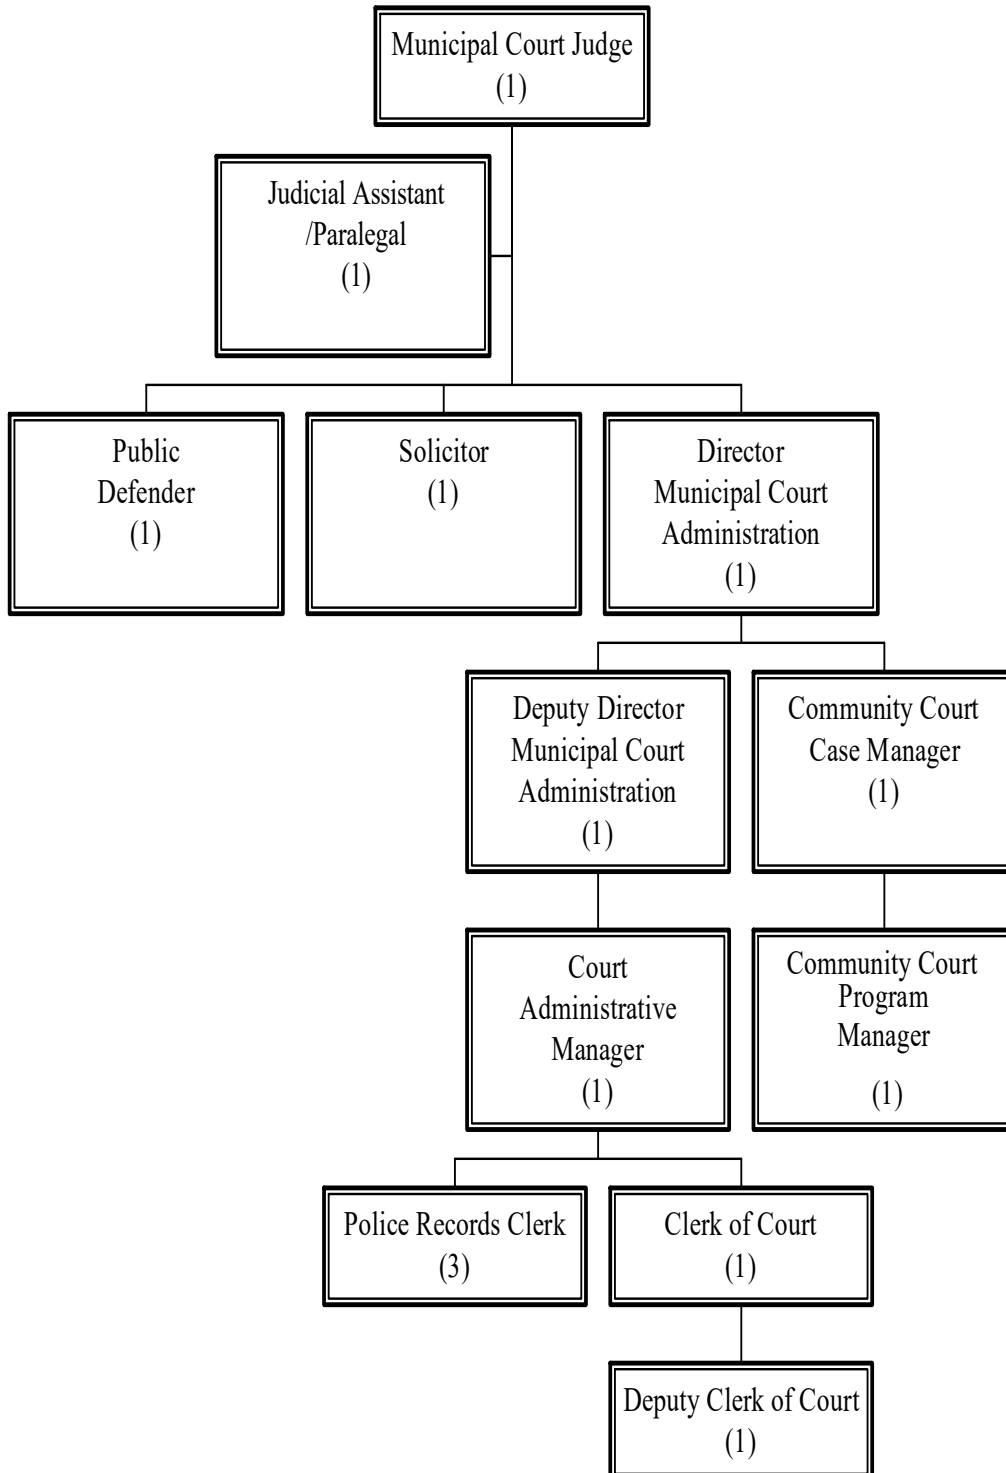 Municipal Court Judge
(1)
Judicial Assistant
/Paralegal
(1)
Public
Defender
(1)
Solicitor
(1)
Director
Municipal Court
Administration
(1)
Deputy Director
Municipal Court
Administration
(1)
Community Court
Case Manager
(1)
Court
Administrative
Manager
(1)
Community Court
Program
Manager
(1)
Police Records Clerk
(3)
Clerk of Court
(1)
Deputy Clerk of Court
(1)